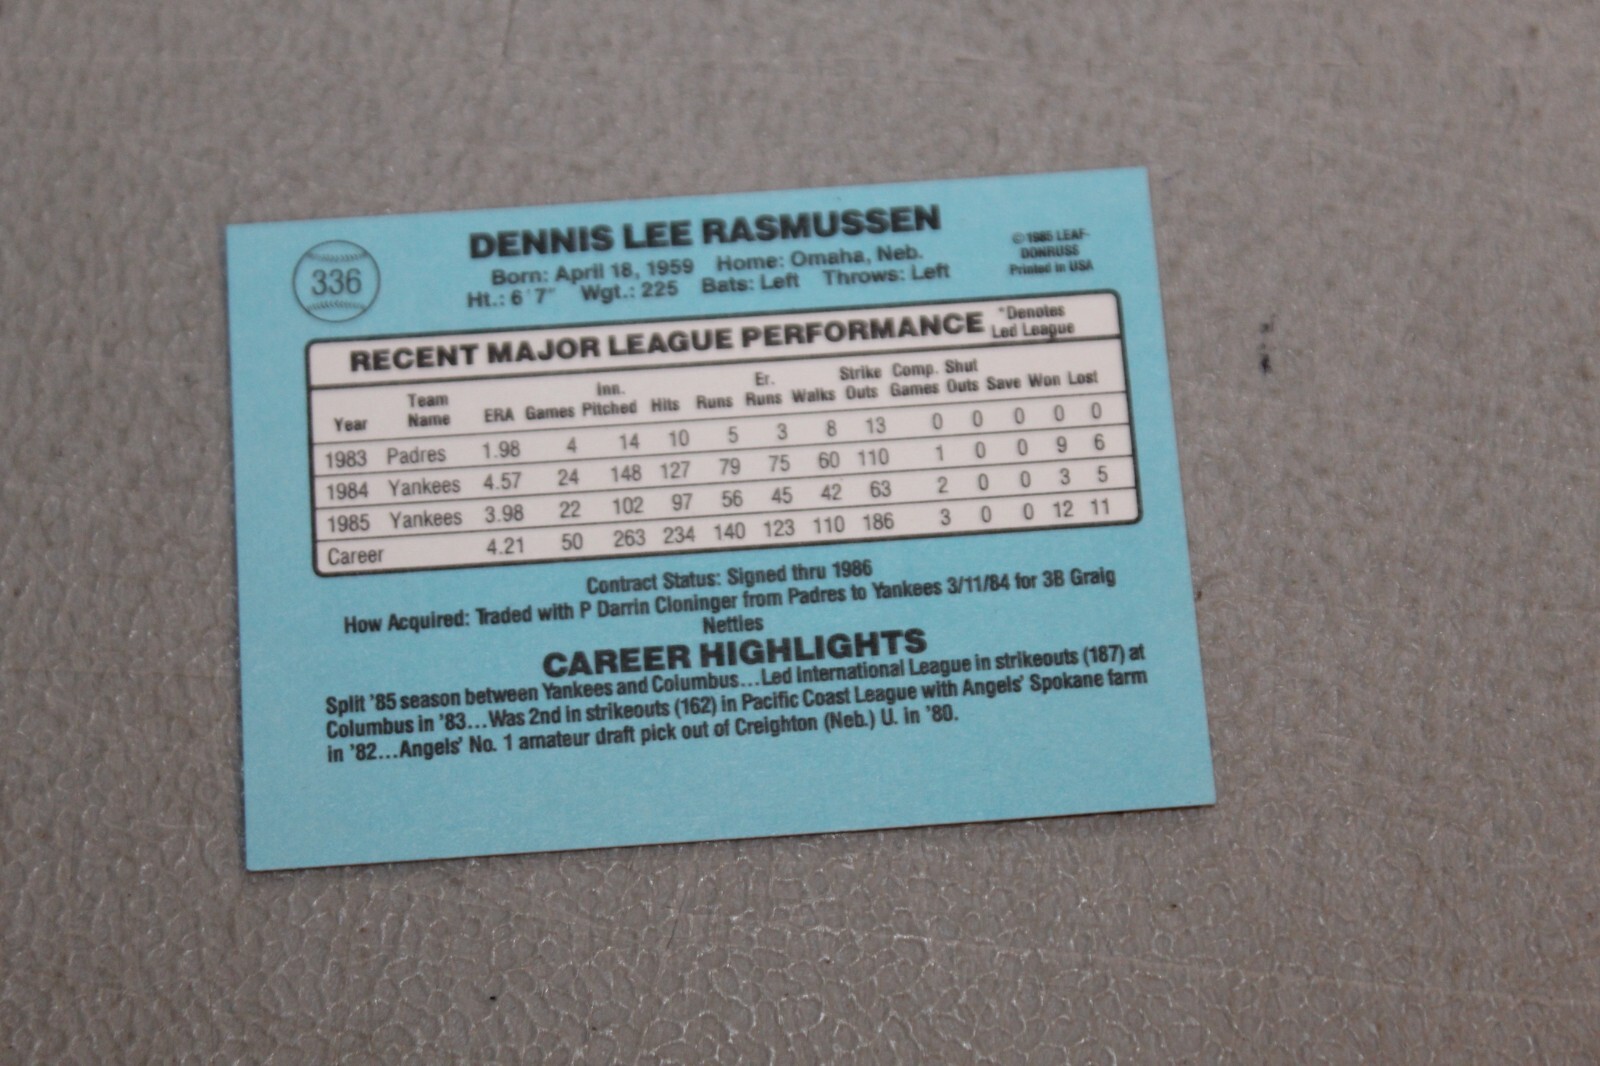 336
DENNIS LEE RASMUSSEN
Born: April 18, 1959 Home: Omaha, Neb.
Ht.: 6'7" Wgt.: 225 Bats: Left Throws: Left
©1985 LEAF-
DONRUSS
Printed in USA
RECENT MAJOR LEAGUE PERFORMANCE *Denotes Led League
Year Team Name ERA Games Inn. Pitched Hits Runs Er. Runs Walks Strike Outs Comp. Games Shut Outs Save Won Lost
1983 Padres 1.98 4 14 10 5 3 8 13 0 0 0 0 0
1984 Yankees 4.57 24 148 127 79 75 60 110 1 0 0 9 6
1985 Yankees 3.98 22 102 97 56 45 42 63 2 0 0 3 5
Career 4.21 50 263 234 140 123 110 186 3 0 0 12 11
Contract Status: Signed thru 1986
How Acquired: Traded with P Darrin Cloninger from Padres to Yankees 3/11/84 for 3B Graig
Nettles
CAREER HIGHLIGHTS
Split '85 season between Yankees and Columbus...Led International League in strikeouts (187) at
Columbus in '83...Was 2nd in strikeouts (162) in Pacific Coast League with Angels' Spokane farm
in '82...Angels' No. 1 amateur draft pick out of Creighton (Neb.) U. in '80.